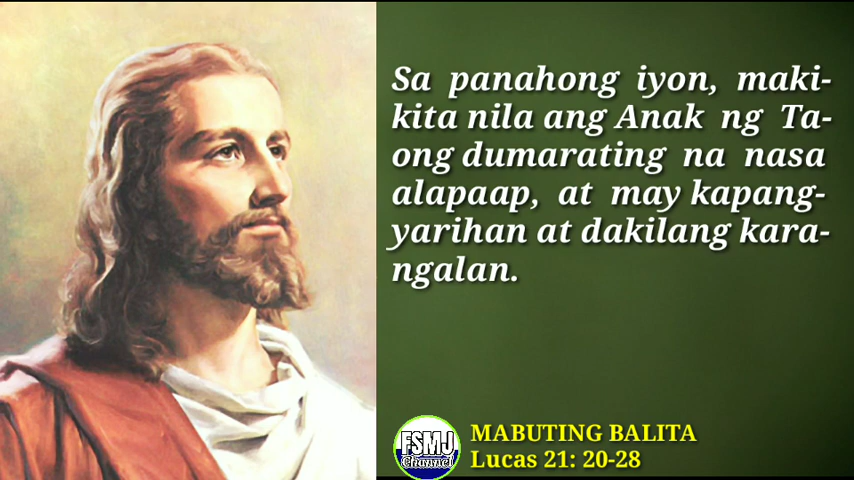 Sa panahong iyon, maki-
kita nila ang Anak ng Ta-
ong dumarating na nasa
alapaap, at may kapang-
yarihan at dakilang kara-
ngalan.
FSMJ
Channel
MABUTING BALITA
Lucas 21: 20-28